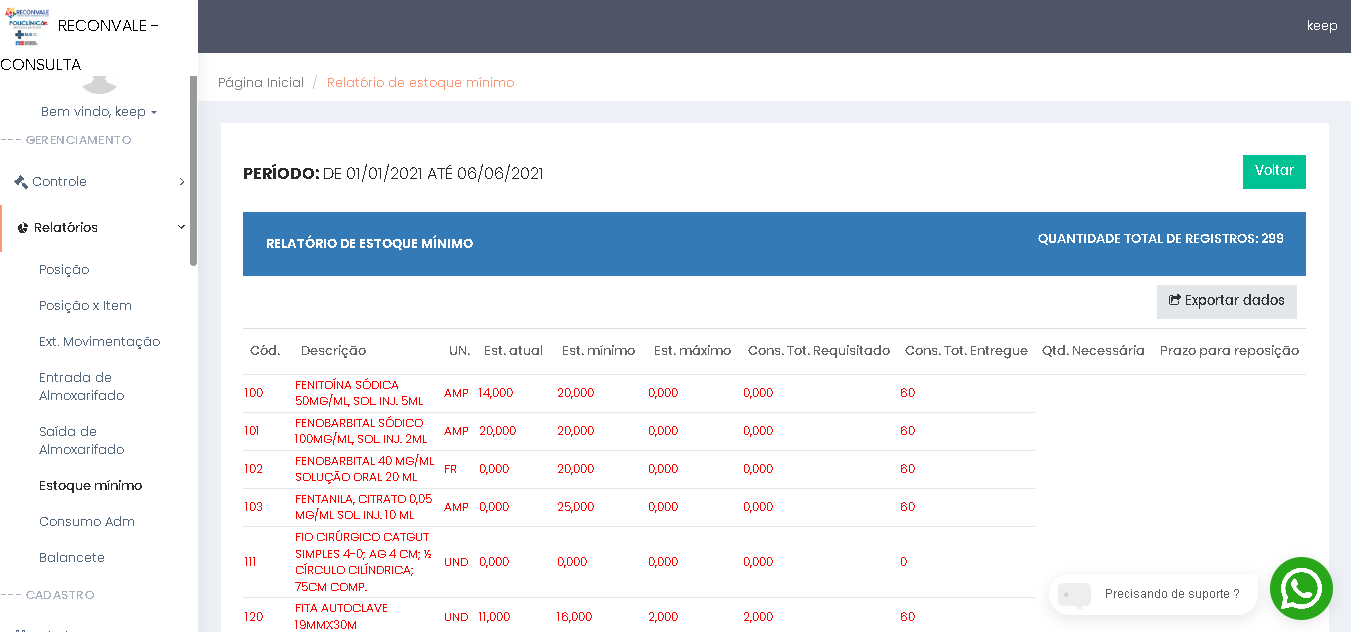 RECONVALE
POLICLÍNICA
RECONVALE -
CONSULTA
keep
Página Inicial / Relatório de estoque mínimo
Bem vindo, keep
--- GERENCIAMENTO
Controle
Relatórios
Posição
Posição x Item
Ext. Movimentação
Entrada de
Almoxarifado
Saída de
Almoxarifado
Estoque mínimo
Consumo Adm
Balancete
--- CADASTRO
PERÍODO: DE 01/01/2021 ATÉ 06/06/2021
Voltar
RELATÓRIO DE ESTOQUE MÍNIMO
QUANTIDADE TOTAL DE REGISTROS: 299
Exportar dados
Cód. Descrição UN. Est. atual Est. mínimo Est. máximo Cons. Tot. Requisitado Cons. Tot. Entregue Qtd. Necessária Prazo para reposição
100 FENITOÍNA SÓDICA AMP 14,000 20,000 0,000 0,000 60
50MG/ML, SOL. INJ. 5ML
101 FENOBARBITAL SÓDICO AMP 20,000 20,000 0,000 0,000 60
100MG/ML, SOL. INJ. 2ML
102 FENOBARBITAL 40 MG/ML FR 0,000 20,000 0,000 0,000 60
SOLUÇÃO ORAL 20 ML
103 FENTANILA, CITRATO 0,05 AMP 0,000 25,000 0,000 0,000 60
MG/ML SOL. INJ. 10 ML
111 FIO CIRÚRGICO CATGUT UND 0,000 0,000 0,000 0,000 0
SIMPLES 4-0; AG 4 CM; ½
CÍRCULO CILÍNDRICA;
75CM COMP.
120 FITA AUTOCLAVE UND 11,000 16,000 2,000 2,000 60
19MMX30M
Precisando de suporte ?